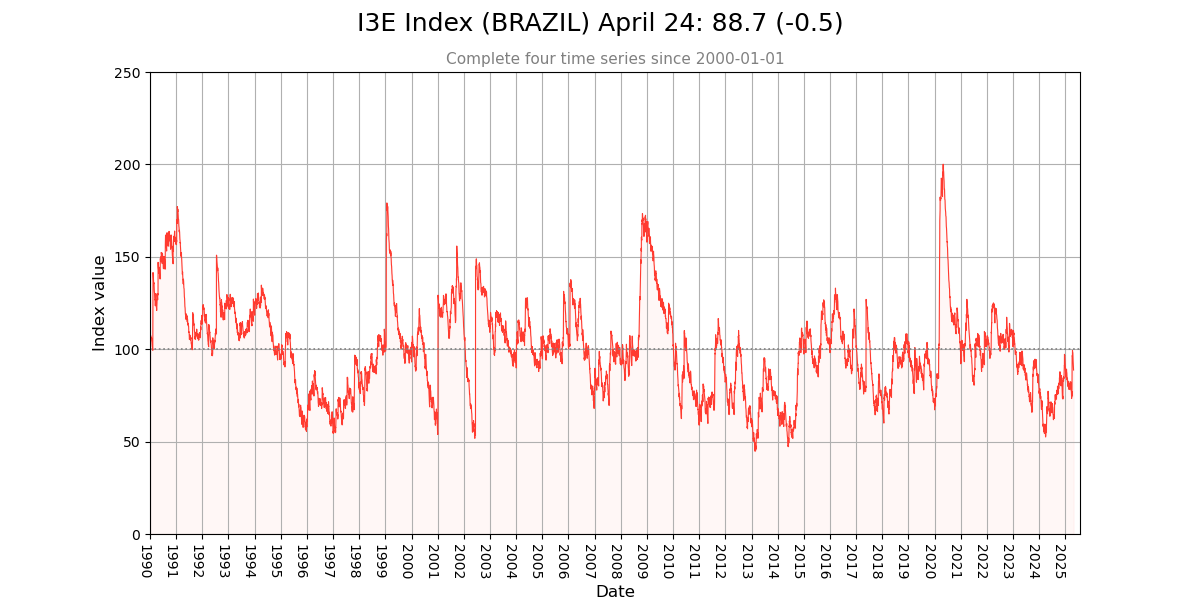 I3E Index (BRAZIL) April 24: 88.7 (-0.5)
Complete four time series since 2000-01-01
250
200
150
100
50
0
Index value
1990 1991 1992 1993 1994 1995 1996 1997 1998 1999 2000 2001 2002 2003 2004 2005 2006 2007 2008 2009 2010 2011 2012 2013 2014 2015 2016 2017 2018 2019 2020 2021 2022 2023 2024 2025
Date